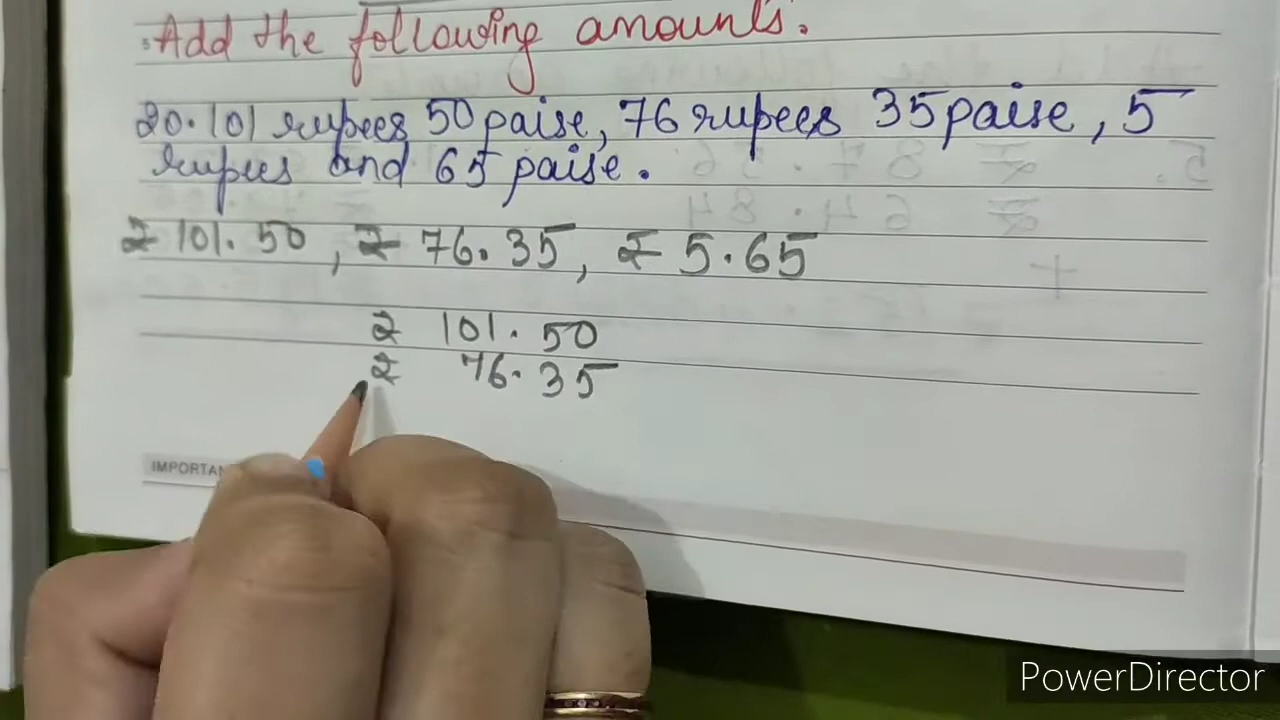 Add the following amounts.
20. 101 rupees 50 paise, 76 rupees 35 paise, 5
rupees and 65 paise.
₹ 101.50, ₹ 76.35, ₹ 5.65
₹ 101.50
₹ 76.35
PowerDirector